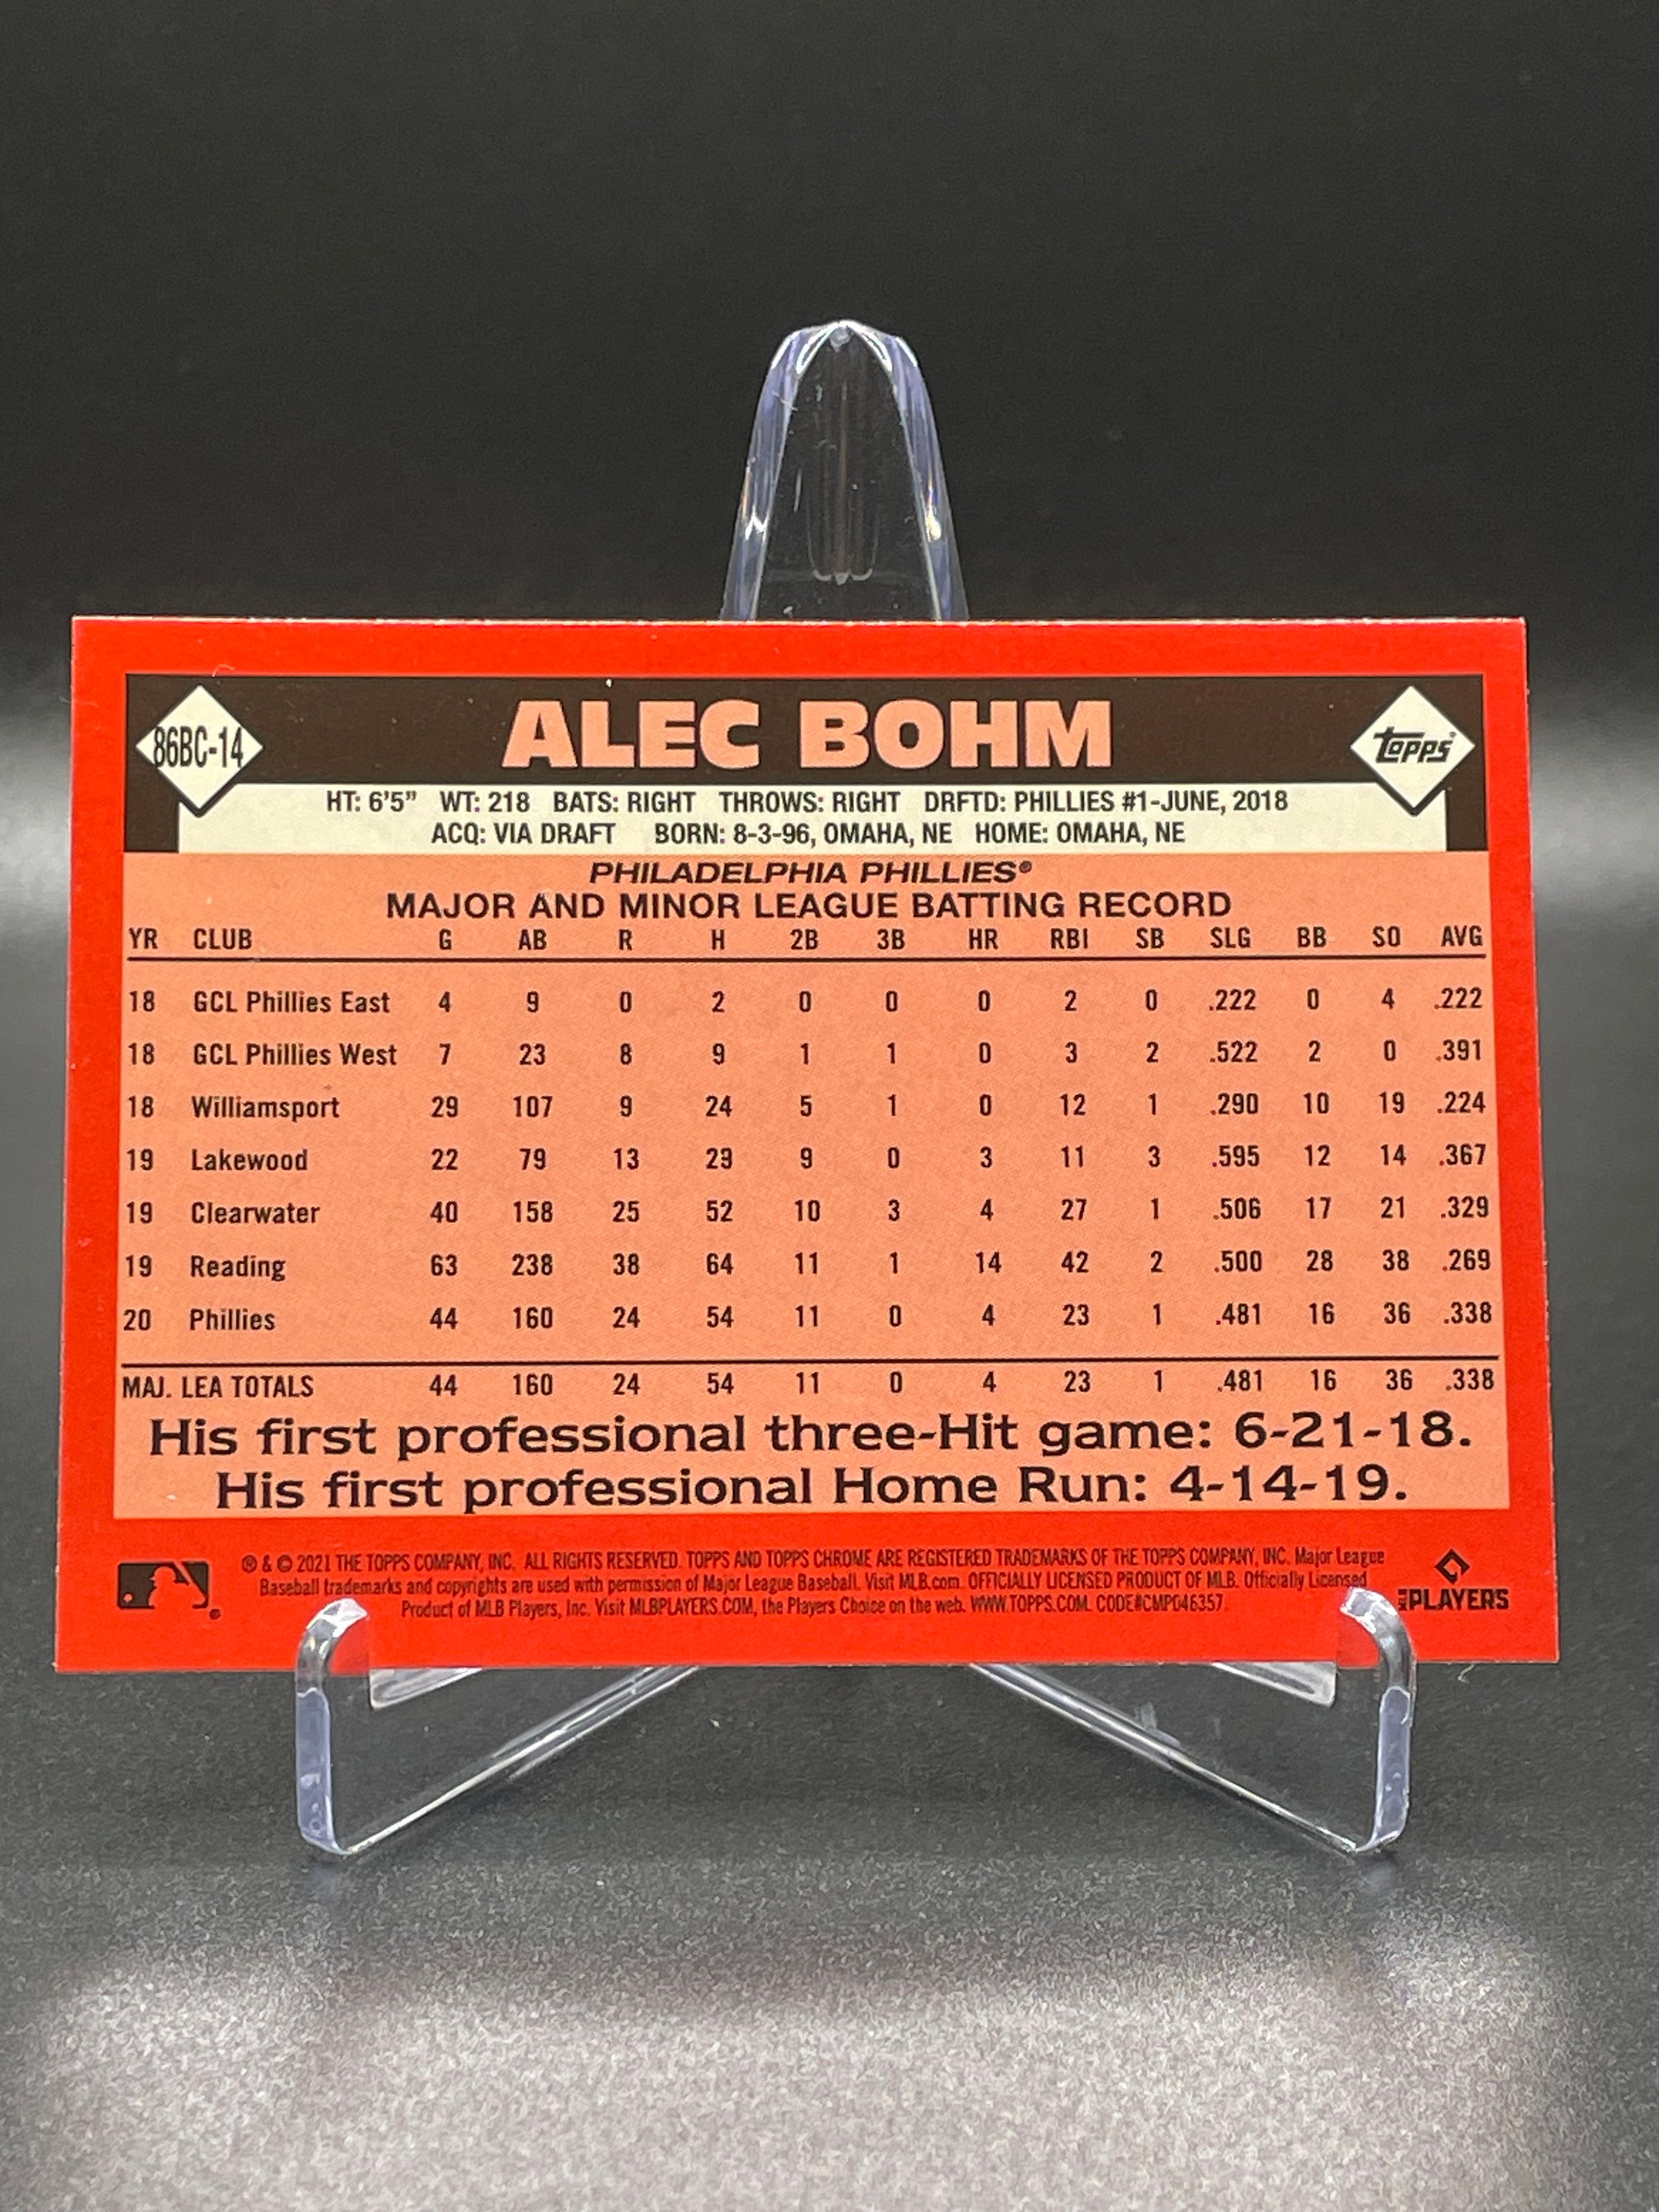 86BC-14
ALEC BOHM
Topps®
HT: 6'5" WT: 218 BATS: RIGHT THROWS: RIGHT DRFTD: PHILLIES #1-JUNE, 2018
ACQ: VIA DRAFT BORN: 8-3-96, OMAHA, NE HOME: OMAHA, NE
PHILADELPHIA PHILLIES®
MAJOR AND MINOR LEAGUE BATTING RECORD
YR CLUB G AB R H 2B 3B HR RBI SB SLG BB SO AVG
18 GCL Phillies East 4 9 0 2 0 0 0 2 0 .222 0 4 .222
18 GCL Phillies West 7 23 8 9 1 1 0 3 2 .522 2 0 .391
18 Williamsport 29 107 9 24 5 1 0 12 1 .290 10 19 .224
19 Lakewood 22 79 13 29 9 0 3 11 3 .595 12 14 .367
19 Clearwater 40 158 25 52 10 3 4 27 1 .506 17 21 .329
19 Reading 63 238 38 64 11 1 14 42 2 .500 28 38 .269
20 Phillies 44 160 24 54 11 0 4 23 1 .481 16 36 .338
MAJ. LEA TOTALS 44 160 24 54 11 0 4 23 1 .481 16 36 .338
His first professional three-Hit game: 6-21-18.
His first professional Home Run: 4-14-19.
® & © 2021 THE TOPPS COMPANY, INC. ALL RIGHTS RESERVED. TOPPS AND TOPPS CHROME ARE REGISTERED TRADEMARKS OF THE TOPPS COMPANY, INC. Major League
Baseball trademarks and copyrights are used with permission of Major League Baseball. Visit MLB.com. OFFICIALLY LICENSED PRODUCT OF MLB. Officially Licensed
Product of MLB Players, Inc. Visit MLBPLAYERS.COM, the Players Choice on the web. WWW.TOPPS.COM. CODE#CMP046357.
PLAYERS